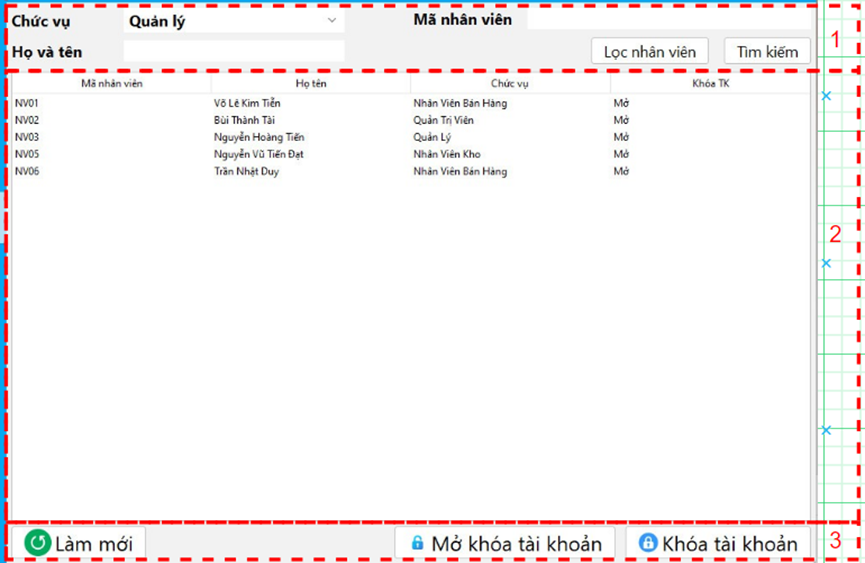 Chức vụ Quản lý Mã nhân viên
1
Họ và tên Lọc nhân viên Tìm kiếm
Mã nhân viên Họ tên Chức vụ Khóa TK
NV01 Võ Lê Kim Tiễn Nhân Viên Bán Hàng Mở
NV02 Bùi Thành Tài Quản Trị Viên Mở
NV03 Nguyễn Hoàng Tiến Quản Lý Mở
NV05 Nguyễn Vũ Tiến Đạt Nhân Viên Kho Mở
NV06 Trần Nhật Duy Nhân Viên Bán Hàng Mở
2
Làm mới Mở khóa tài khoản Khóa tài khoản 3